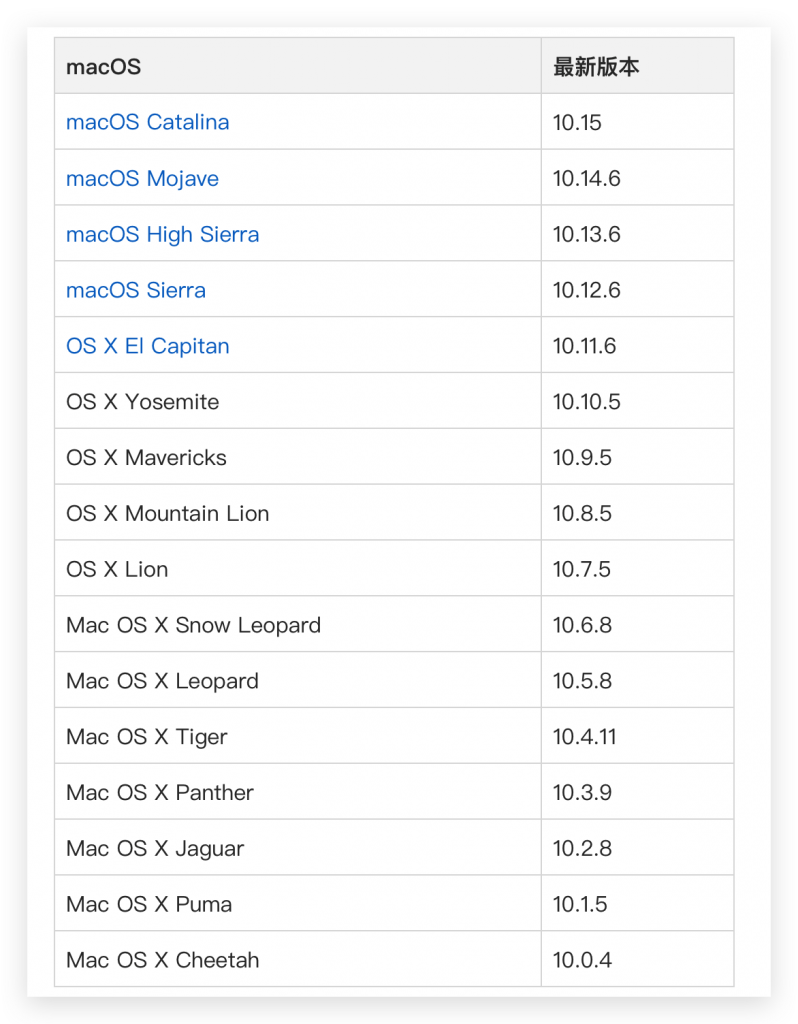 macOS 最新版本
macOS Catalina 10.15
macOS Mojave 10.14.6
macOS High Sierra 10.13.6
macOS Sierra 10.12.6
OS X El Capitan 10.11.6
OS X Yosemite 10.10.5
OS X Mavericks 10.9.5
OS X Mountain Lion 10.8.5
OS X Lion 10.7.5
Mac OS X Snow Leopard 10.6.8
Mac OS X Leopard 10.5.8
Mac OS X Tiger 10.4.11
Mac OS X Panther 10.3.9
Mac OS X Jaguar 10.2.8
Mac OS X Puma 10.1.5
Mac OS X Cheetah 10.0.4